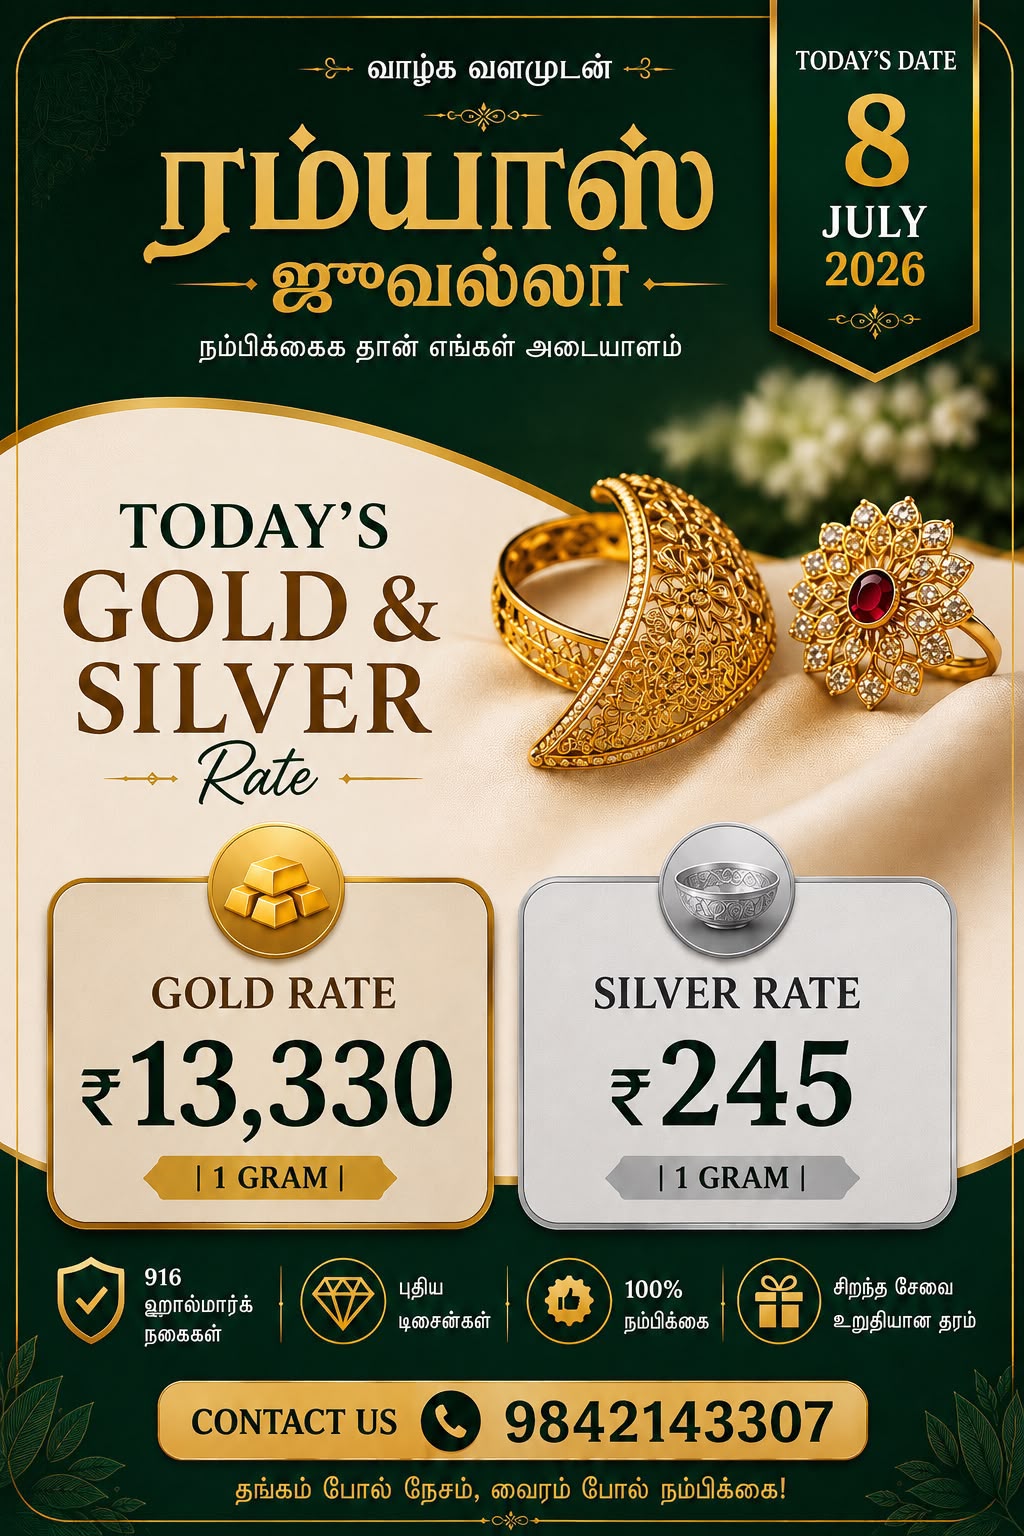 வாழ்க வளமுடன்
ரம்யாஸ்
ஜுவல்லர்
நம்பிக்கைக தான் எங்கள் அடையாளம்
TODAY'S DATE
8
JULY
2026
TODAY'S
GOLD &
SILVER
Rate
GOLD RATE
₹13,330
| 1 GRAM |
SILVER RATE
₹245
| 1 GRAM |
916
ஹால்மார்க்
நகைகள்
புதிய
டிசைன்கள்
100%
நம்பிக்கை
சிறந்த சேவை
உறுதியான தரம்
CONTACT US 9842143307
தங்கம் போல் நேசம், வைரம் போல் நம்பிக்கை!